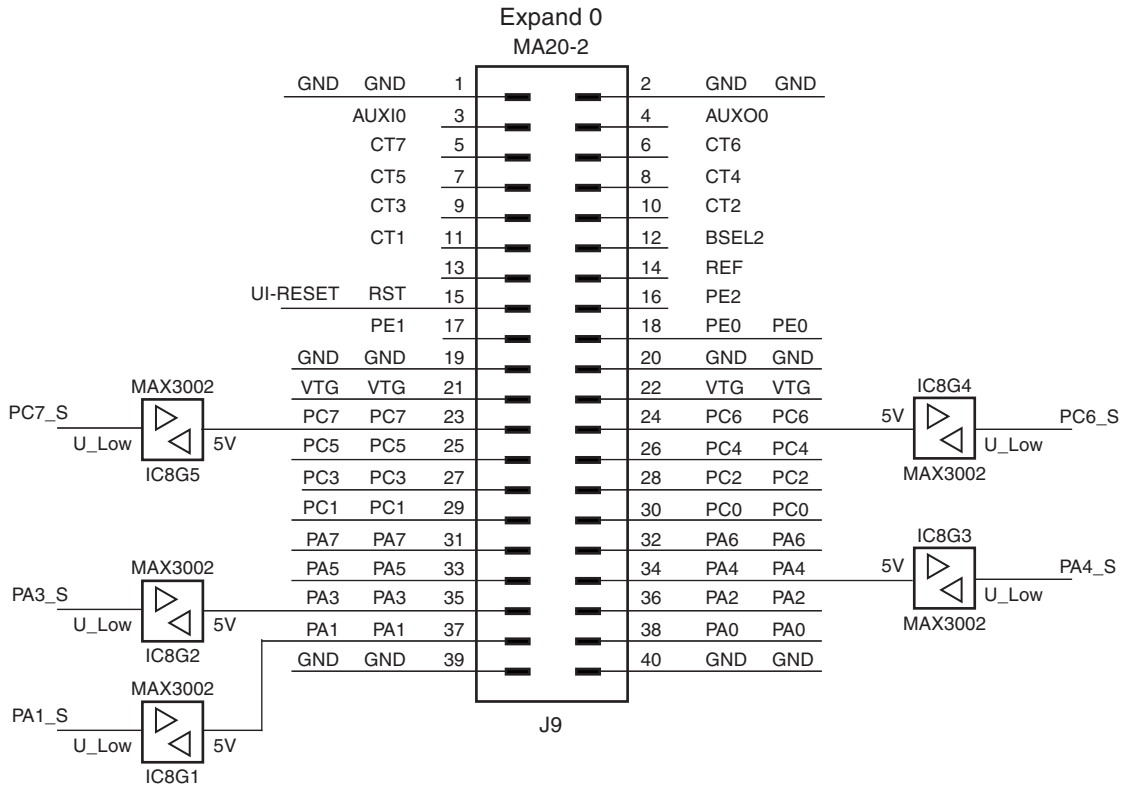 Expand 0
MA20-2
GND GND 1 2 GND GND
AUXI0 3 4 AUXO0
CT7 5 6 CT6
CT5 7 8 CT4
CT3 9 10 CT2
CT1 11 12 BSEL2
13 14 REF
UI-RESET RST 15 16 PE2
PE1 17 18 PE0 PE0
GND GND 19 20 GND GND
MAX3002 VTG VTG 21 22 VTG VTG IC8G4
PC7_S PC7 PC7 23 24 PC6 PC6 5V PC6_S
U_Low 5V PC5 PC5 25 26 PC4 PC4 U_Low
IC8G5 PC3 PC3 27 28 PC2 PC2 MAX3002
PC1 PC1 29 30 PC0 PC0
PA7 PA7 31 32 PA6 PA6 IC8G3
MAX3002 PA5 PA5 33 34 PA4 PA4 5V PA4_S
PA3_S PA3 PA3 35 36 PA2 PA2 U_Low
U_Low 5V PA1 PA1 37 38 PA0 PA0 MAX3002
IC8G2 GND GND 39 40 GND GND
MAX3002
PA1_S J9
U_Low 5V
IC8G1